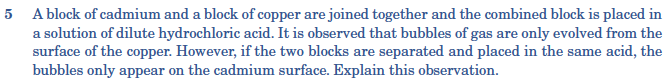 5 A block of cadmium and a block of copper are joined together and the combined block is placed in
a solution of dilute hydrochloric acid. It is observed that bubbles of gas are only evolved from the
surface of the copper. However, if the two blocks are separated and placed in the same acid, the
bubbles only appear on the cadmium surface. Explain this observation.